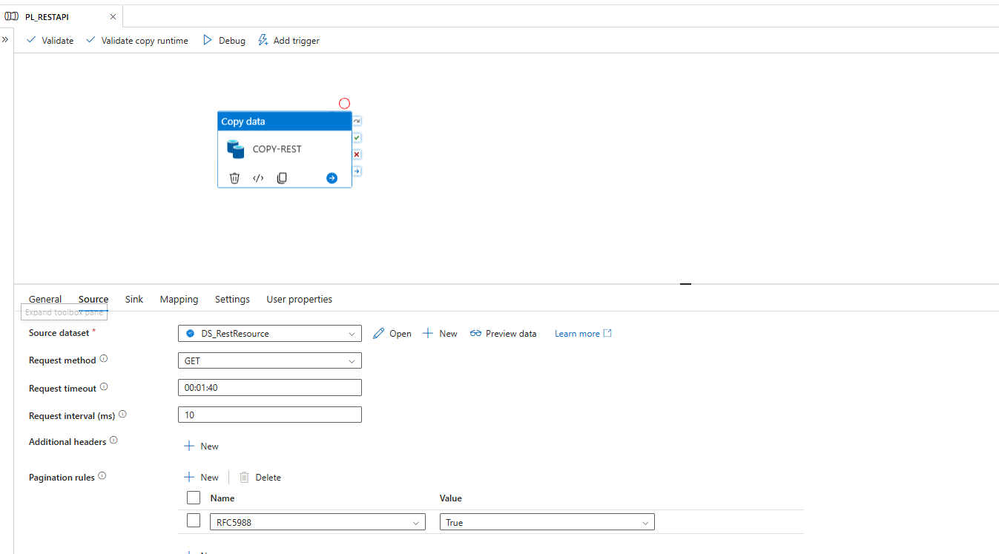 PL_RESTAPI
Validate Validate copy runtime Debug Add trigger
Copy data
COPY-REST
General Source Sink Mapping Settings User properties
Expand toolbox pane
Source dataset * DS_RestResource Open New Preview data Learn more
Request method GET
Request timeout 00:01:40
Request interval (ms) 10
Additional headers New
Pagination rules New Delete
Name Value
RFC5988 True